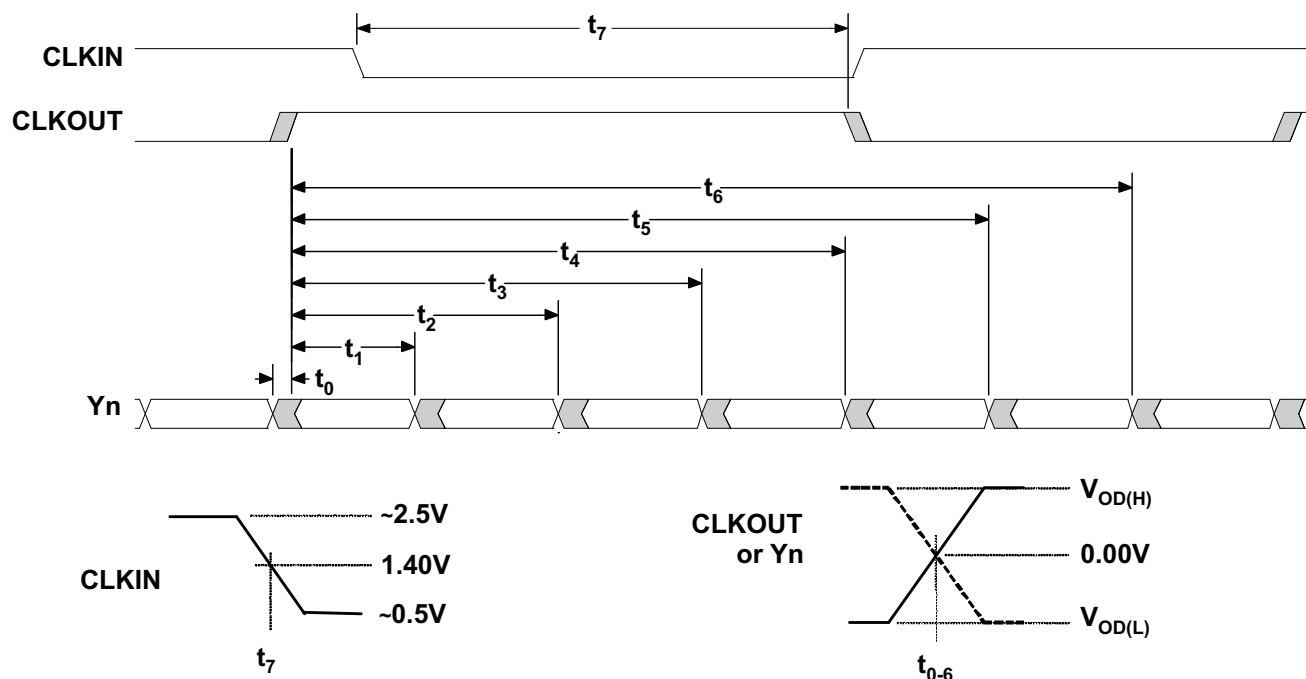 t7
CLKIN
CLKOUT
t6
t5
t4
t3
t2
t1
t0
Yn
~2.5V
1.40V
~0.5V
CLKIN
t7
CLKOUT
or Yn
VOD(H)
0.00V
VOD(L)
t0-6